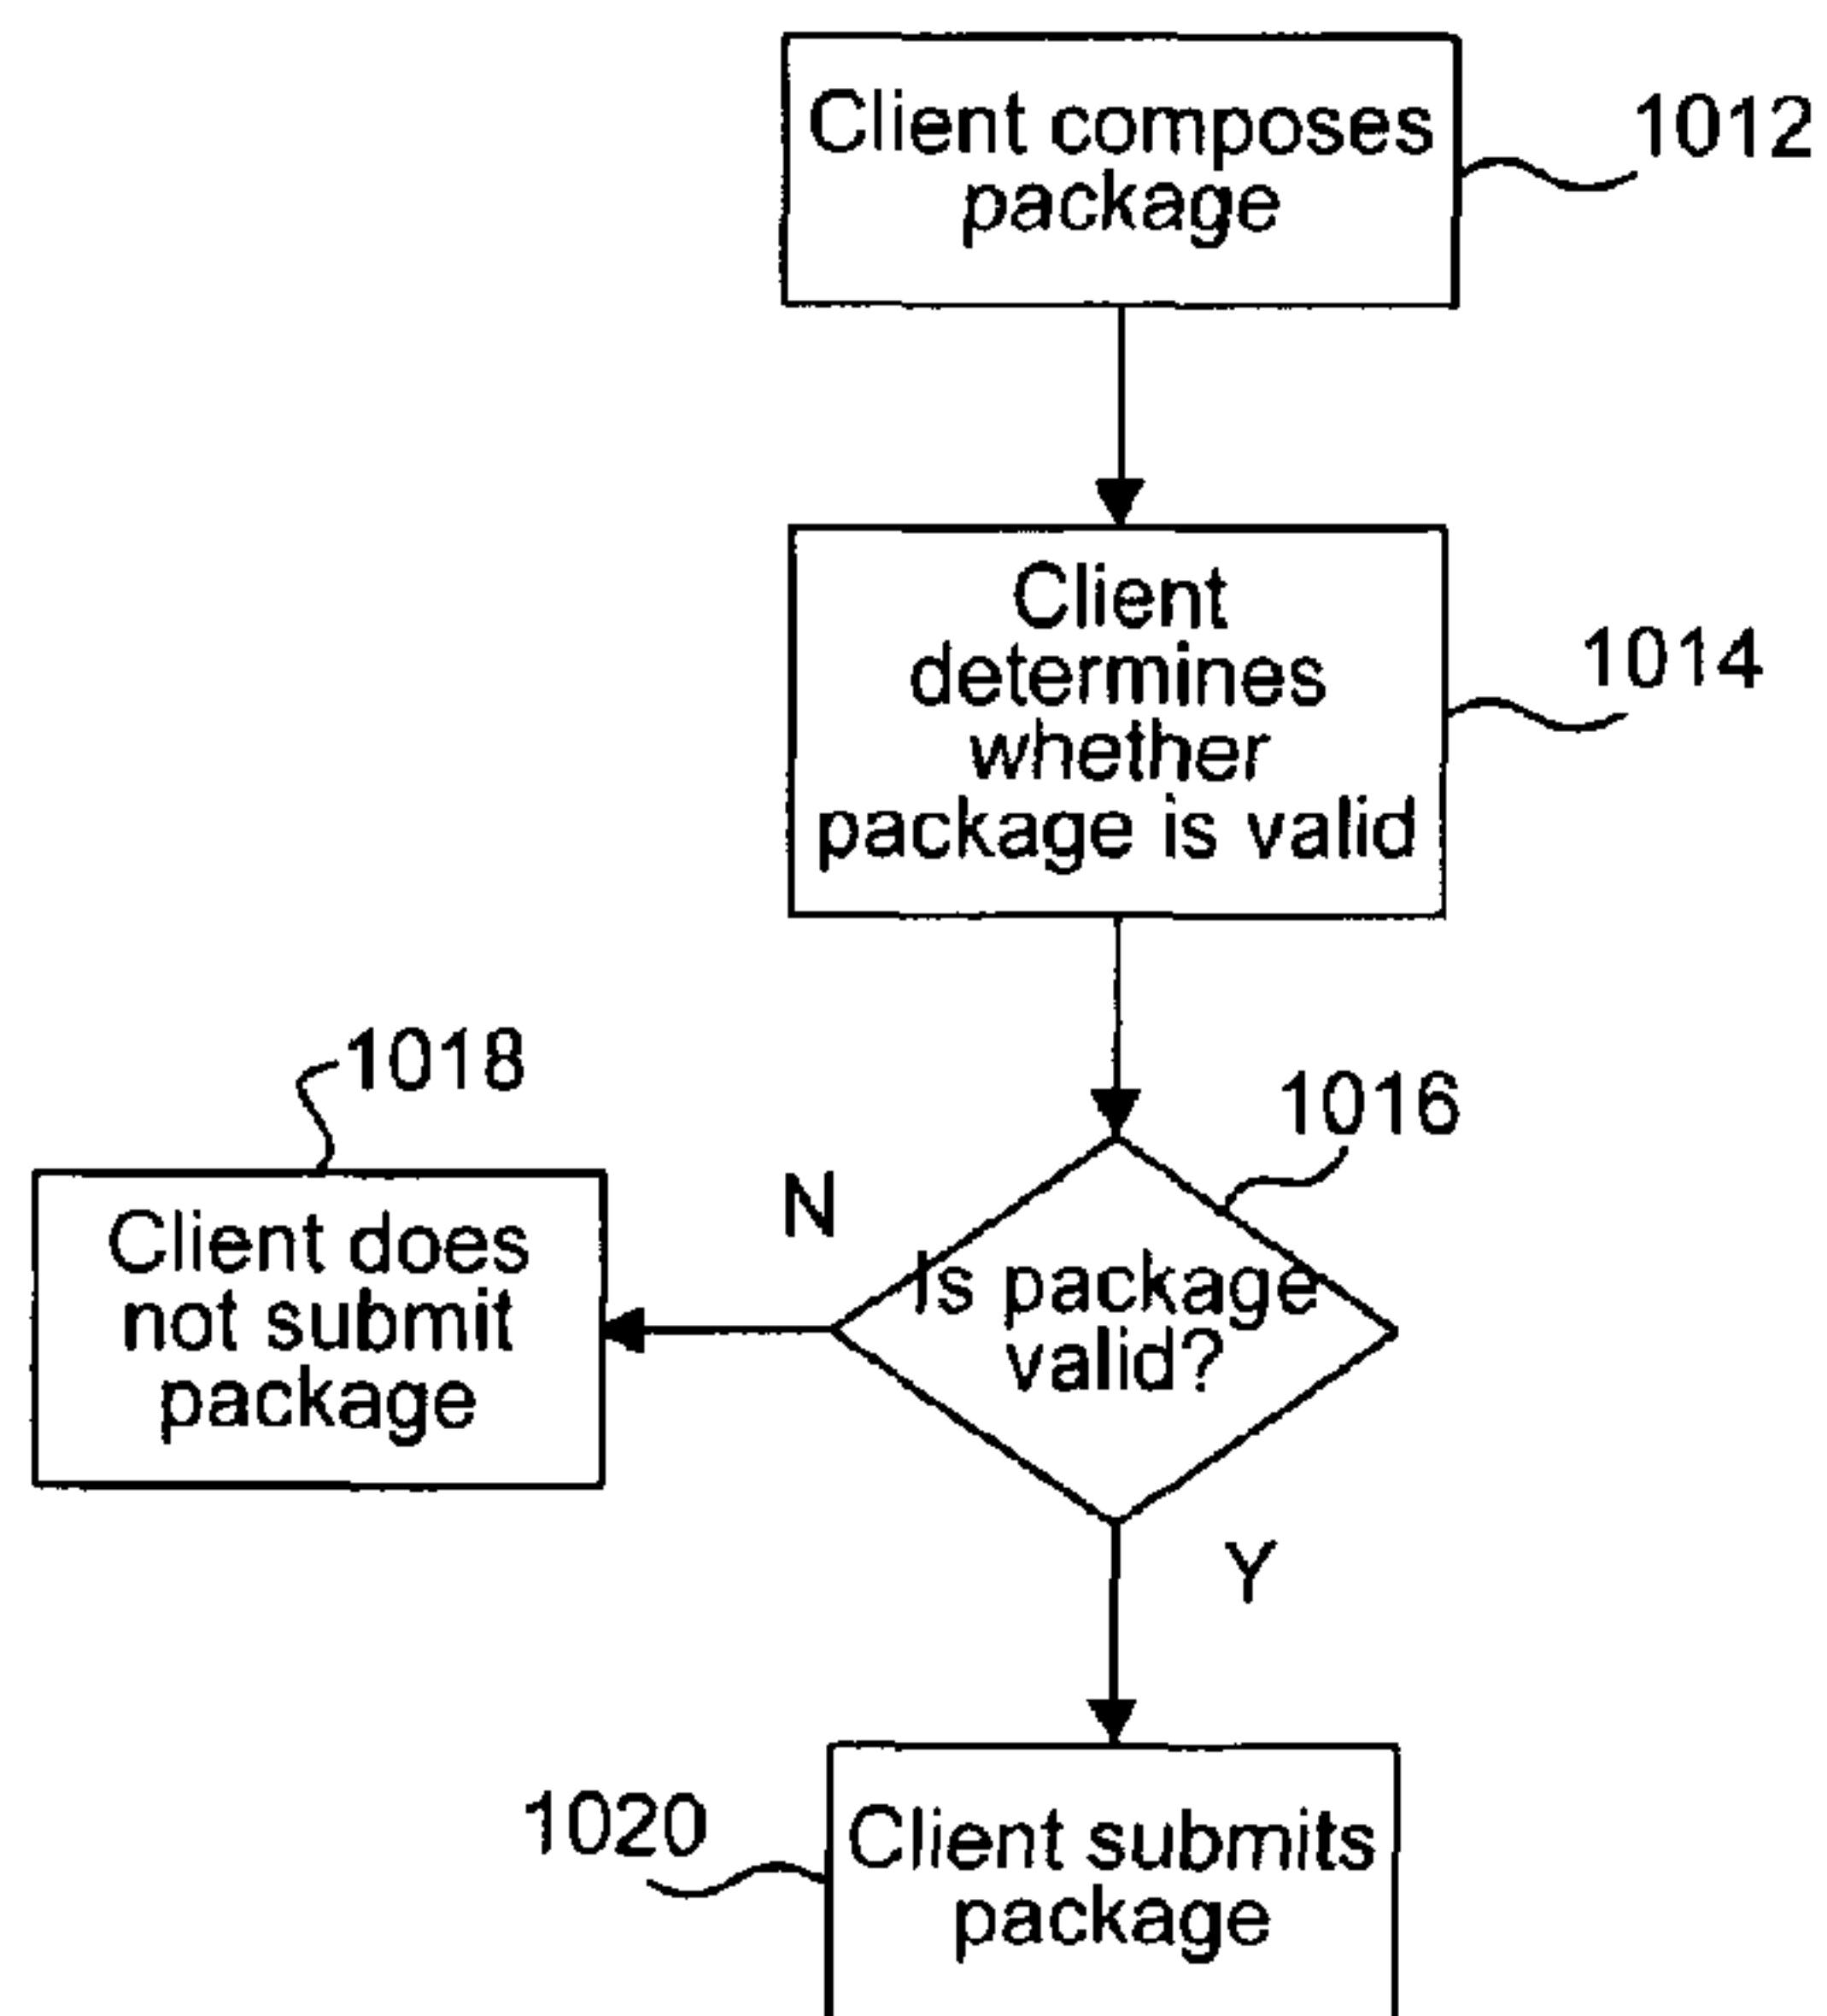 Client composes
package
1012
Client
determines
whether
package is valid
1014
1018
1016
N
Client does
not submit
package
Is package
valid?
Y
1020
Client submits
package